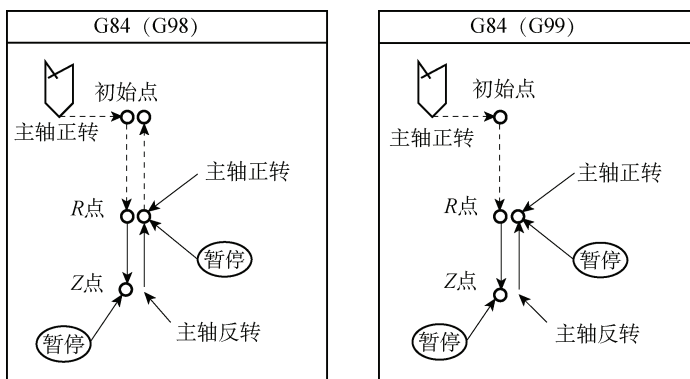 G84（G98）
初始点
主轴正转
主轴正转
R点
暂停
Z点
主轴反转
暂停
G84（G99）
初始点
主轴正转
主轴正转
R点
暂停
Z点
主轴反转
暂停